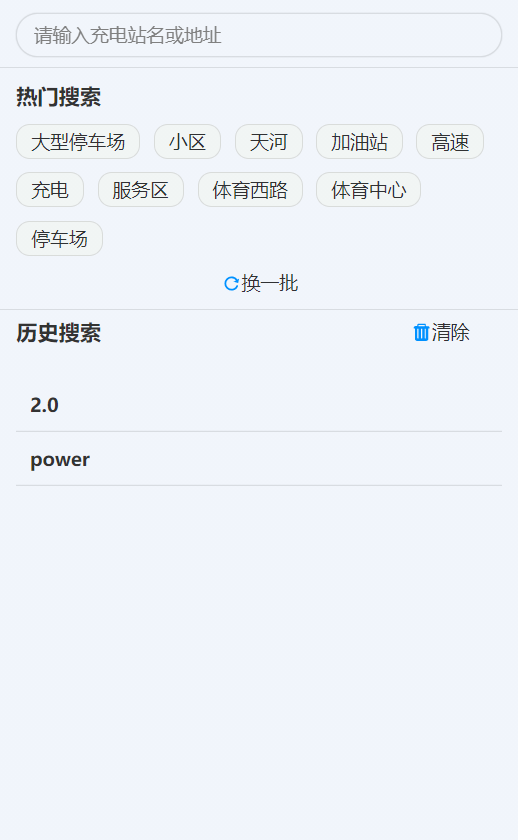 请输入充电站名或地址
热门搜索
大型停车场 小区 天河 加油站 高速
充电 服务区 体育西路 体育中心
停车场
换一批
历史搜索 清除
2.0
power